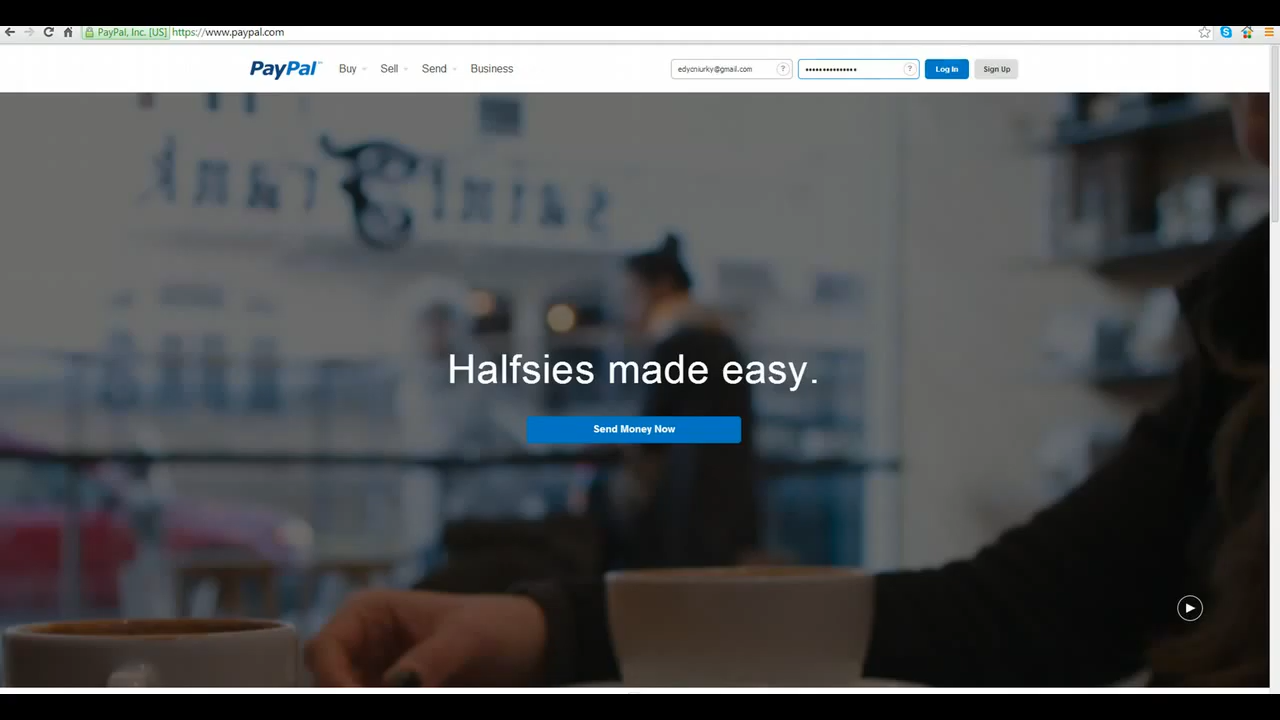 PayPal, Inc. [US] https://www.paypal.com
PayPal Buy Sell Send Business edycniurky@gmail.com ? •••••••••••••• ? Log In Sign Up
Halfsies made easy.
Send Money Now